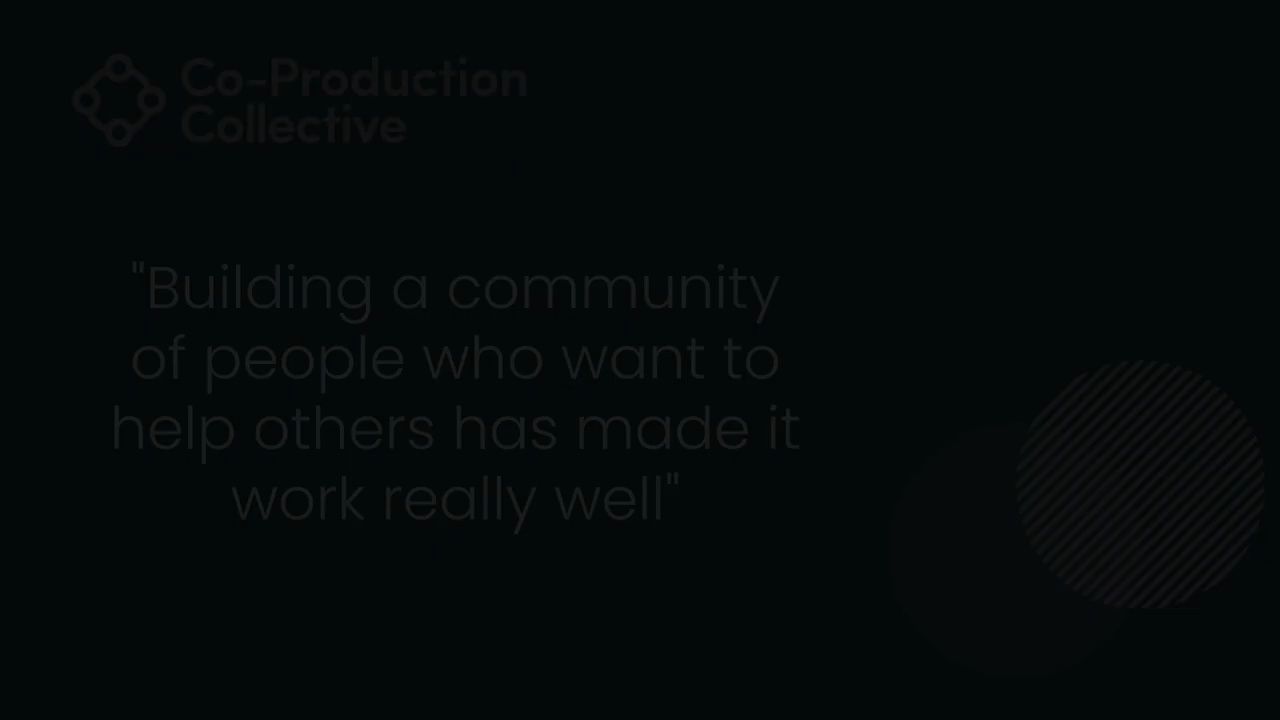 Co-Production
Collective
"Building a community
of people who want to
help others has made it
work really well"